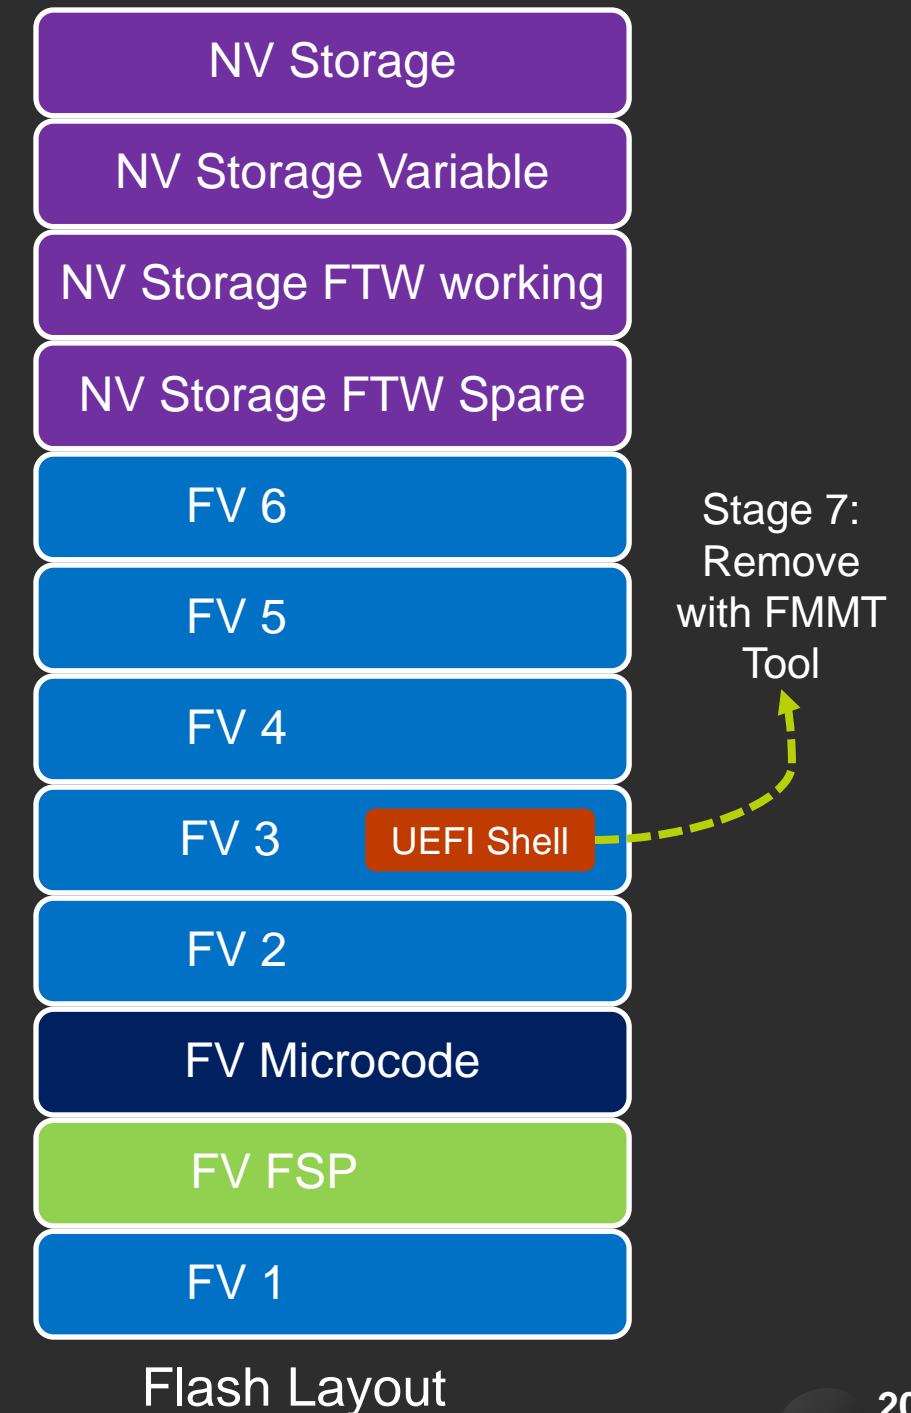 NV Storage
NV Storage Variable
NV Storage FTW working
NV Storage FTW Spare
FV 6
FV 5
FV 4
FV 3
UEFI Shell
FV 2
FV Microcode
FV FSP
FV 1
Flash Layout
Stage 7:
Remove
with FMMT
Tool
20